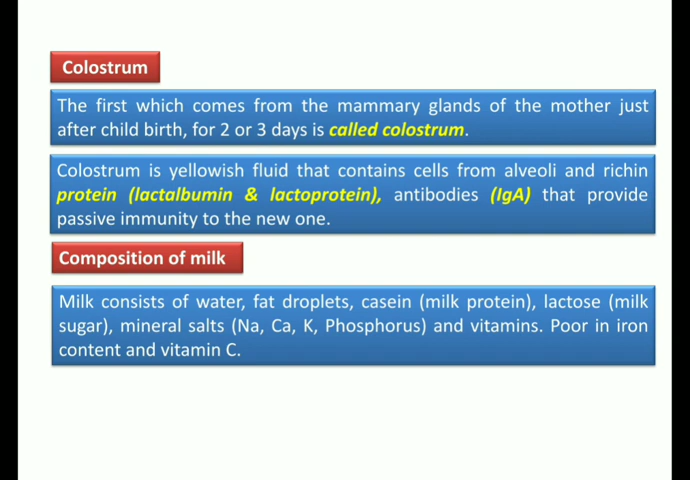 Colostrum
The first which comes from the mammary glands of the mother just
after child birth, for 2 or 3 days is called colostrum.
Colostrum is yellowish fluid that contains cells from alveoli and richin
protein (lactalbumin & lactoprotein), antibodies (IgA) that provide
passive immunity to the new one.
Composition of milk
Milk consists of water, fat droplets, casein (milk protein), lactose (milk
sugar), mineral salts (Na, Ca, K, Phosphorus) and vitamins. Poor in iron
content and vitamin C.